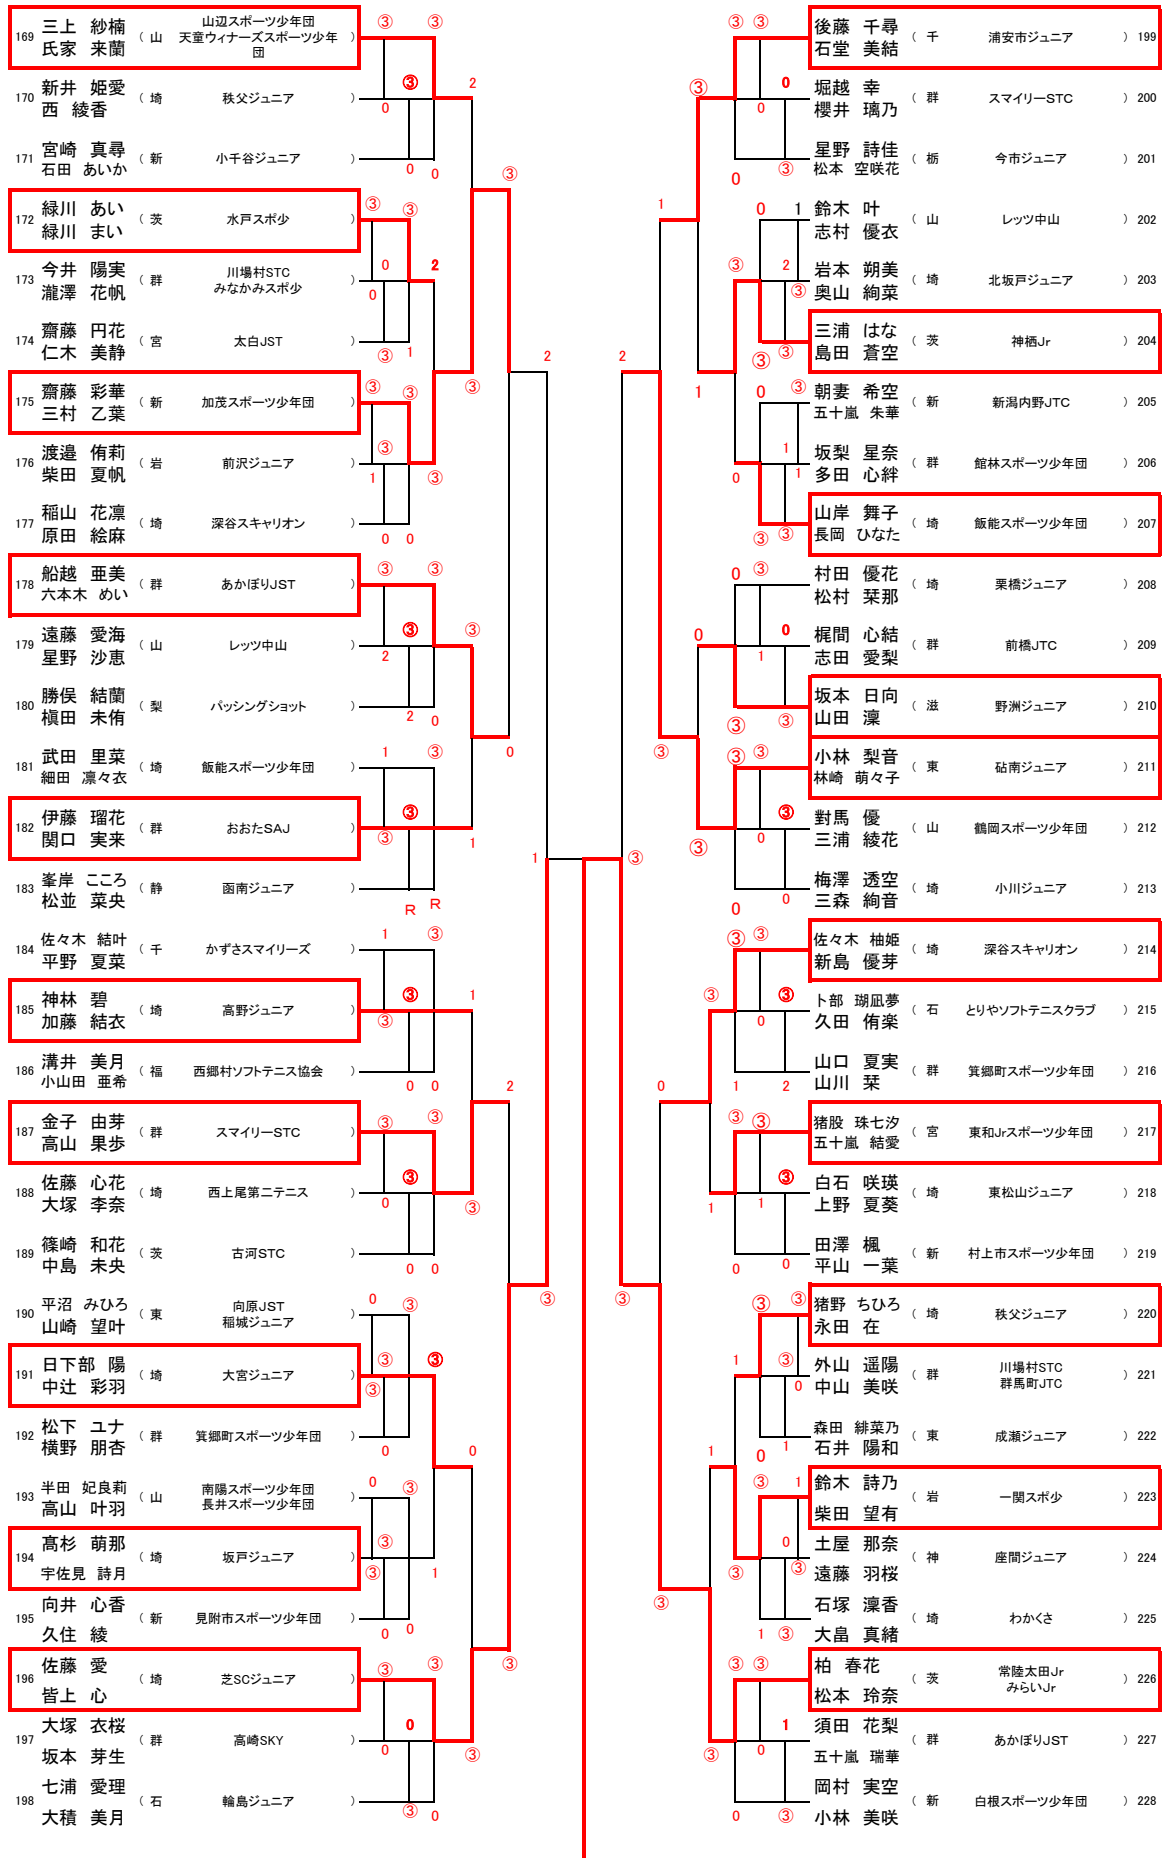 169 三上 紗楠 氏家 来蘭 ( 山 山辺スポーツ少年団 天童ウィナーズスポーツ少年団 )
170 新井 姫愛 西 綾香 ( 埼 秩父ジュニア )
171 宮崎 真尋 石田 あいか ( 新 小千谷ジュニア )
172 緑川 あい 緑川 まい ( 茨 水戸スポ少 )
173 今井 陽実 瀧澤 花帆 ( 群 川場村STC みなかみスポ少 )
174 齋藤 円花 仁木 美静 ( 宮 太白JST )
175 齋藤 彩華 三村 乙葉 ( 新 加茂スポーツ少年団 )
176 渡邉 侑莉 柴田 夏帆 ( 岩 前沢ジュニア )
177 稲山 花凛 原田 絵麻 ( 埼 深谷スキャリオン )
178 船越 亜美 六本木 めい ( 群 あかぼりJST )
179 遠藤 愛海 星野 沙恵 ( 山 レッツ中山 )
180 勝俣 結蘭 槇田 未侑 ( 梨 パッシングショット )
181 武田 里菜 細田 凛々衣 ( 埼 飯能スポーツ少年団 )
182 伊藤 瑠花 関口 実来 ( 群 おおたSAJ )
183 峯岸 こころ 松並 菜央 ( 静 函南ジュニア )
184 佐々木 結叶 平野 夏菜 ( 千 かずさスマイリーズ )
185 神林 碧 加藤 結衣 ( 埼 高野ジュニア )
186 溝井 美月 小山田 亜希 ( 福 西郷村ソフトテニス協会 )
187 金子 由芽 高山 果歩 ( 群 スマイリーSTC )
188 佐藤 心花 大塚 李奈 ( 埼 西上尾第二テニス )
189 篠崎 和花 中島 未央 ( 茨 古河STC )
190 平沼 みひろ 山崎 望叶 ( 東 向原JST 稲城ジュニア )
191 日下部 陽 中辻 彩羽 ( 埼 大宮ジュニア )
192 松下 ユナ 横野 朋杏 ( 群 箕郷町スポーツ少年団 )
193 半田 妃良莉 高山 叶羽 ( 山 南陽スポーツ少年団 長井スポーツ少年団 )
194 髙杉 萌那 宇佐見 詩月 ( 埼 坂戸ジュニア )
195 向井 心香 久住 綾 ( 新 見附市スポーツ少年団 )
196 佐藤 愛 皆上 心 ( 埼 芝SCジュニア )
197 大塚 衣桜 坂本 芽生 ( 群 高崎SKY )
198 七浦 愛理 大積 美月 ( 石 輪島ジュニア )
後藤 千尋 石堂 美結 ( 千 浦安市ジュニア ) 199
堀越 幸 櫻井 璃乃 ( 群 スマイリーSTC ) 200
星野 詩佳 松本 空咲花 ( 栃 今市ジュニア ) 201
鈴木 叶 志村 優衣 ( 山 レッツ中山 ) 202
岩本 朔美 奥山 絢菜 ( 埼 北坂戸ジュニア ) 203
三浦 はな 島田 蒼空 ( 茨 神栖Jr ) 204
朝妻 希空 五十嵐 朱華 ( 新 新潟内野JTC ) 205
坂梨 星奈 多田 心絆 ( 群 館林スポーツ少年団 ) 206
山岸 舞子 長岡 ひなた ( 埼 飯能スポーツ少年団 ) 207
村田 優花 松村 栞那 ( 埼 栗橋ジュニア ) 208
梶間 心結 志田 愛梨 ( 群 前橋JTC ) 209
坂本 日向 山田 凜 ( 滋 野洲ジュニア ) 210
小林 梨音 林崎 萌々子 ( 東 砧南ジュニア ) 211
對馬 優 三浦 綾花 ( 山 鶴岡スポーツ少年団 ) 212
梅澤 透空 三森 絢音 ( 埼 小川ジュニア ) 213
佐々木 柚姫 新島 優芽 ( 埼 深谷スキャリオン ) 214
卜部 瑚凪夢 久田 侑楽 ( 石 とりやソフトテニスクラブ ) 215
山口 夏実 山川 栞 ( 群 箕郷町スポーツ少年団 ) 216
猪股 珠七汐 五十嵐 結愛 ( 宮 東和Jrスポーツ少年団 ) 217
白石 咲瑛 上野 夏葵 ( 埼 東松山ジュニア ) 218
田澤 楓 平山 一葉 ( 新 村上市スポーツ少年団 ) 219
猪野 ちひろ 永田 在 ( 埼 秩父ジュニア ) 220
外山 遥陽 中山 美咲 ( 群 川場村STC 群馬町JTC ) 221
森田 緋菜乃 石井 陽和 ( 東 成瀬ジュニア ) 222
鈴木 詩乃 柴田 望有 ( 岩 一関スポ少 ) 223
土屋 那奈 遠藤 羽桜 ( 神 座間ジュニア ) 224
石塚 凜香 大畠 真緒 ( 埼 わかくさ ) 225
柏 春花 松本 玲奈 ( 茨 常陸太田Jr みらいJr ) 226
須田 花梨 五十嵐 瑞華 ( 群 あかぼりJST ) 227
岡村 実空 小林 美咲 ( 新 白根スポーツ少年団 ) 228